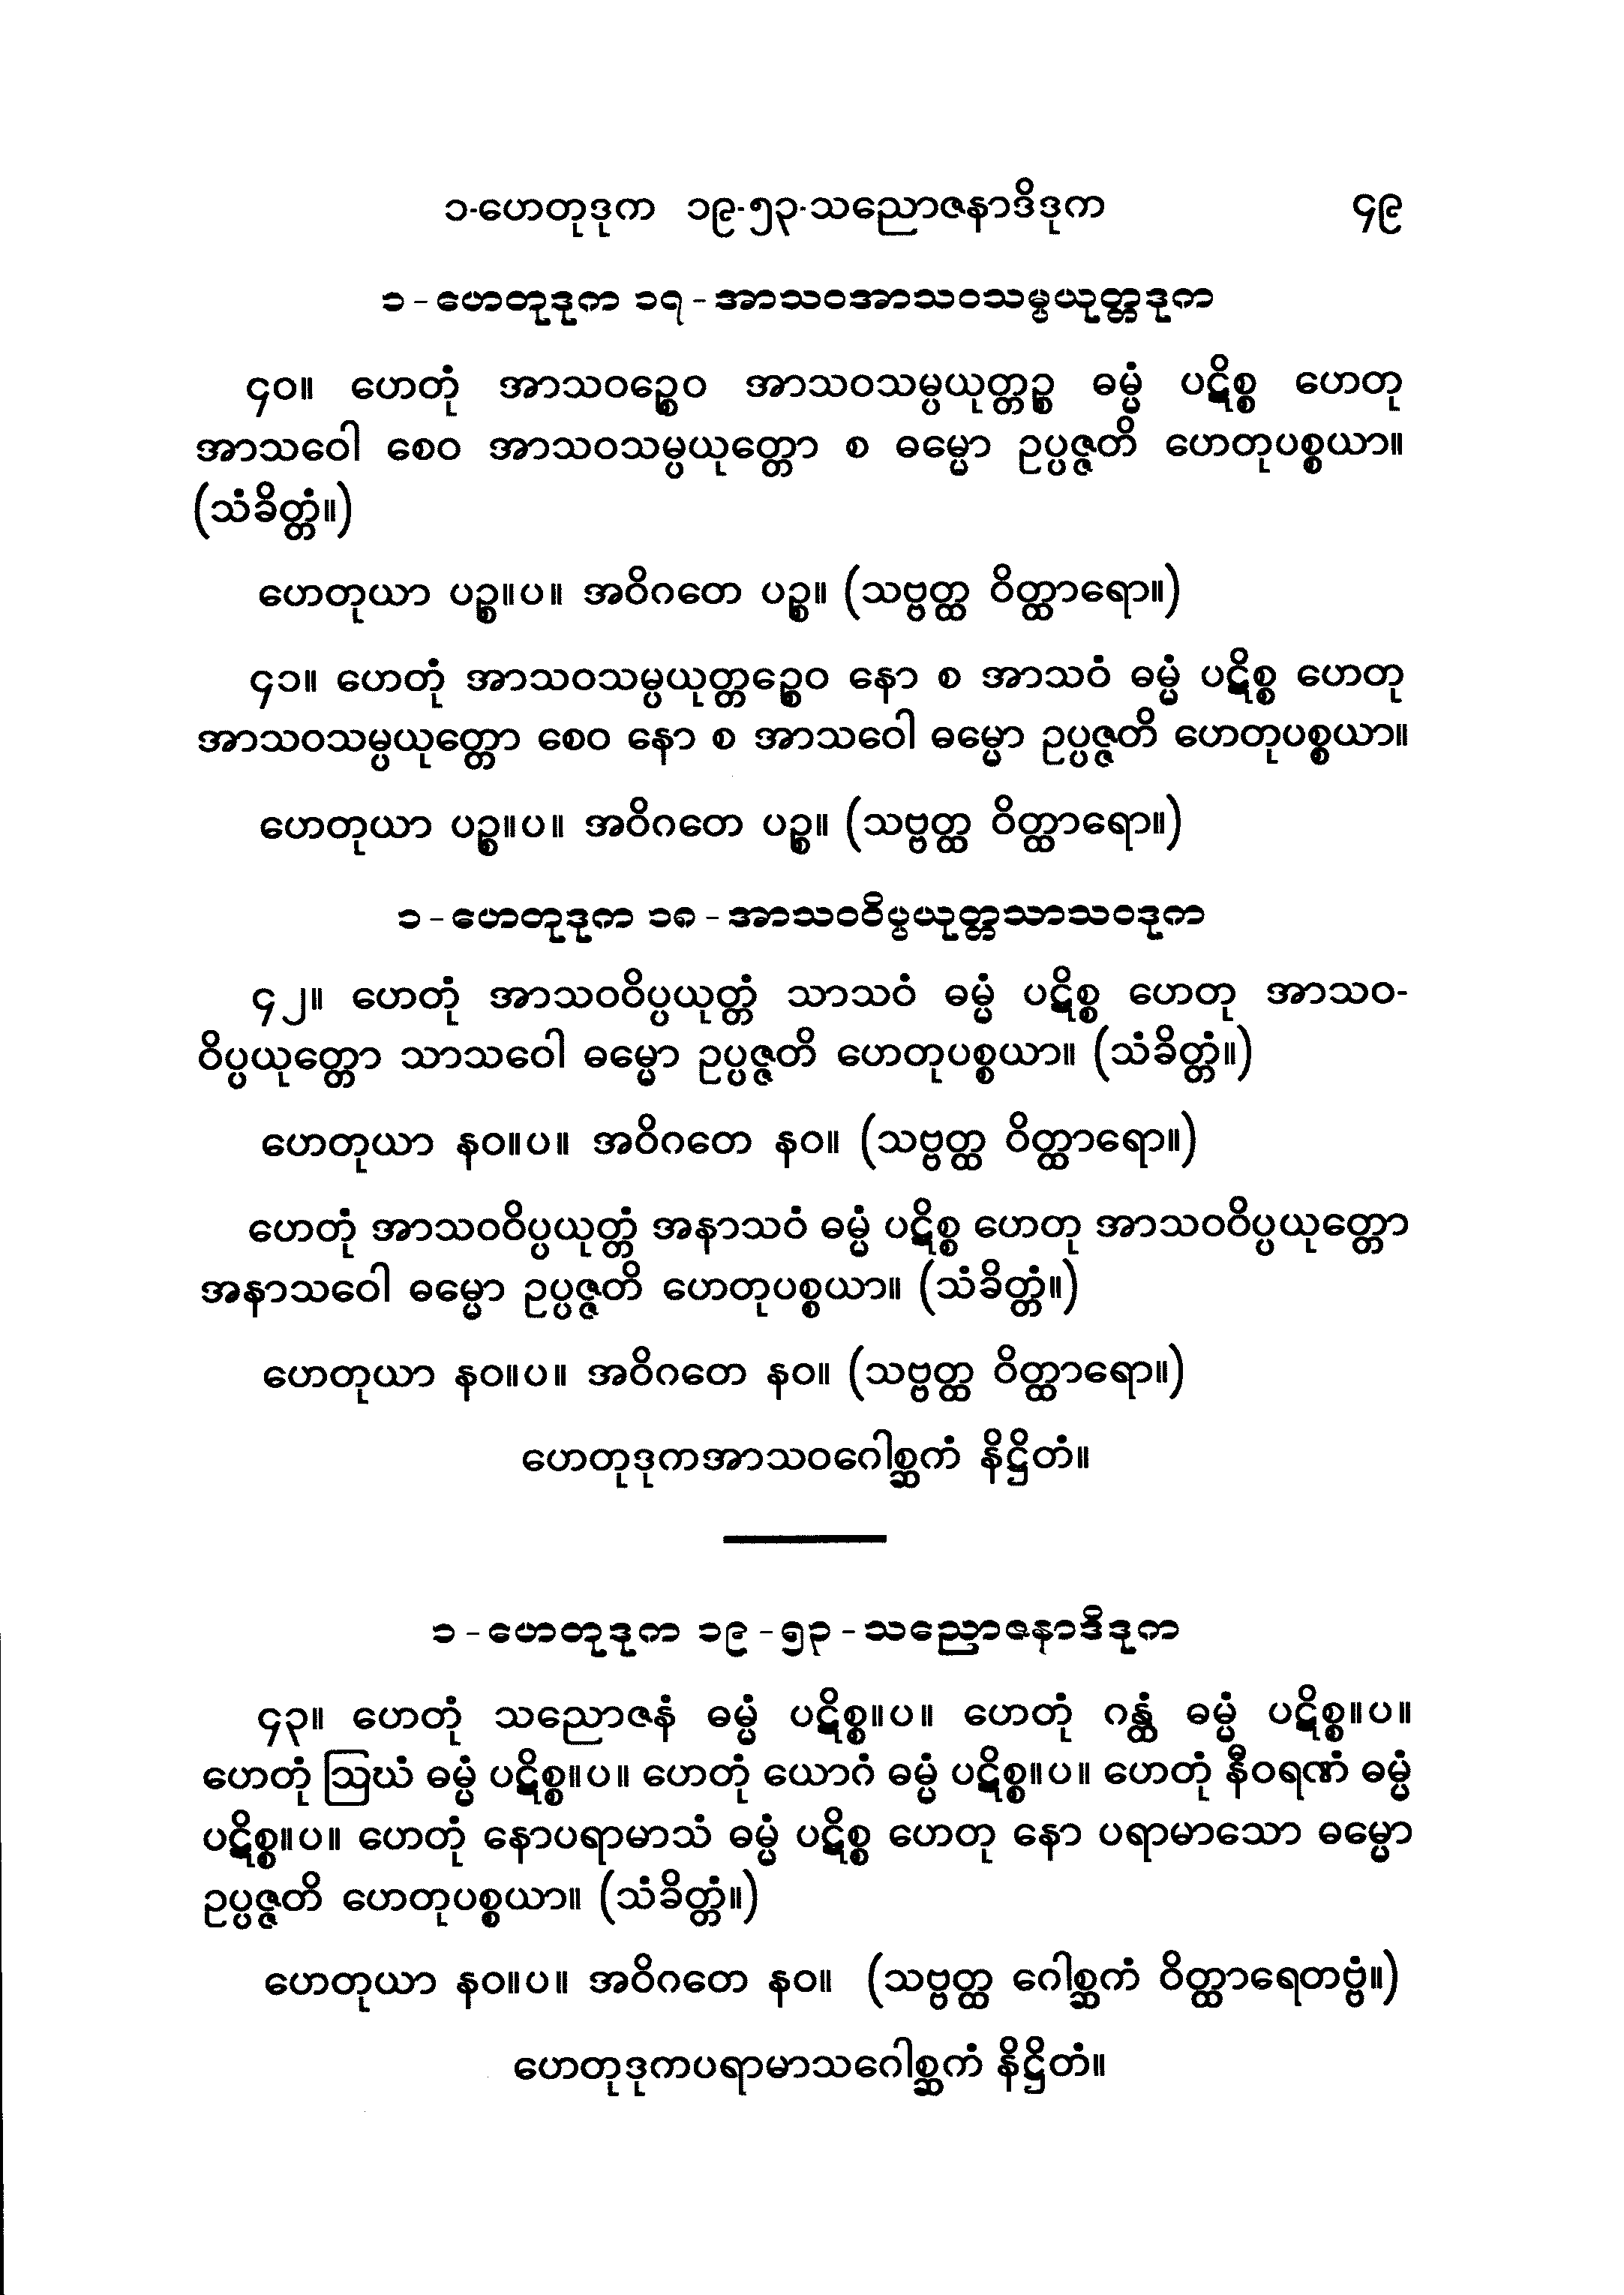 ၁-ဟေတုဒုက ၁၉-၅၃-သညောဇနာဒိဒုက ၄၉
၁-ဟေတုဒုက ၁၇-အာသဝအာသဝသမ္ပယုတ္တဒုက
၄၀။ ဟေတုံ အာသဝဉ္စေဝ အာသဝသမ္ပယုတ္တဉ္စ ဓမ္မံ ပဋိစ္စ ဟေတု
အာသဝေါ စေဝ အာသဝသမ္ပယုတ္တော စ ဓမ္မော ဥပ္ပဇ္ဇတိ ဟေတုပစ္စယာ။
(သံခိတ္တံ။)
ဟေတုယာ ပဉ္စ။ပ။ အဝိဂတေ ပဉ္စ။ (သဗ္ဗတ္ထ ဝိတ္ထာရော။)
၄၁။ ဟေတုံ အာသဝသမ္ပယုတ္တဉ္စေဝ နော စ အာသဝံ ဓမ္မံ ပဋိစ္စ ဟေတု
အာသဝသမ္ပယုတ္တော စေဝ နော စ အာသဝေါ ဓမ္မော ဥပ္ပဇ္ဇတိ ဟေတုပစ္စယာ။
ဟေတုယာ ပဉ္စ။ပ။ အဝိဂတေ ပဉ္စ။ (သဗ္ဗတ္ထ ဝိတ္ထာရော။)
၁-ဟေတုဒုက ၁၈-အာသဝဝိပ္ပယုတ္တသာသဝဒုက
၄၂။ ဟေတုံ အာသဝဝိပ္ပယုတ္တံ သာသဝံ ဓမ္မံ ပဋိစ္စ ဟေတု အာသဝ-
ဝိပ္ပယုတ္တော သာသဝေါ ဓမ္မော ဥပ္ပဇ္ဇတိ ဟေတုပစ္စယာ။ (သံခိတ္တံ။)
ဟေတုယာ နဝ။ပ။ အဝိဂတေ နဝ။ (သဗ္ဗတ္ထ ဝိတ္ထာရော။)
ဟေတုံ အာသဝဝိပ္ပယုတ္တံ အနာသဝံ ဓမ္မံ ပဋိစ္စ ဟေတု အာသဝဝိပ္ပယုတ္တော
အနာသဝေါ ဓမ္မော ဥပ္ပဇ္ဇတိ ဟေတုပစ္စယာ။ (သံခိတ္တံ။)
ဟေတုယာ နဝ။ပ။ အဝိဂတေ နဝ။ (သဗ္ဗတ္ထ ဝိတ္ထာရော။)
ဟေတုဒုကအာသဝဂေါစ္ဆကံ နိဋ္ဌိတံ။
၁-ဟေတုဒုက ၁၉-၅၃-သညောဇနာဒိဒုက
၄၃။ ဟေတုံ သညောဇနံ ဓမ္မံ ပဋိစ္စ။ပ။ ဟေတုံ ဂန္ထံ ဓမ္မံ ပဋိစ္စ။ပ။
ဟေတုံ ဩဃံ ဓမ္မံ ပဋိစ္စ။ပ။ ဟေတုံ ယောဂံ ဓမ္မံ ပဋိစ္စ။ပ။ ဟေတုံ နီဝရဏံ ဓမ္မံ
ပဋိစ္စ။ပ။ ဟေတုံ နောပရာမာသံ ဓမ္မံ ပဋိစ္စ ဟေတု နော ပရာမာသော ဓမ္မော
ဥပ္ပဇ္ဇတိ ဟေတုပစ္စယာ။ (သံခိတ္တံ။)
ဟေတုယာ နဝ။ပ။ အဝိဂတေ နဝ။ (သဗ္ဗတ္ထ ဂေါစ္ဆကံ ဝိတ္ထာရေတဗ္ဗံ။)
ဟေတုဒုကပရာမာသဂေါစ္ဆကံ နိဋ္ဌိတံ။